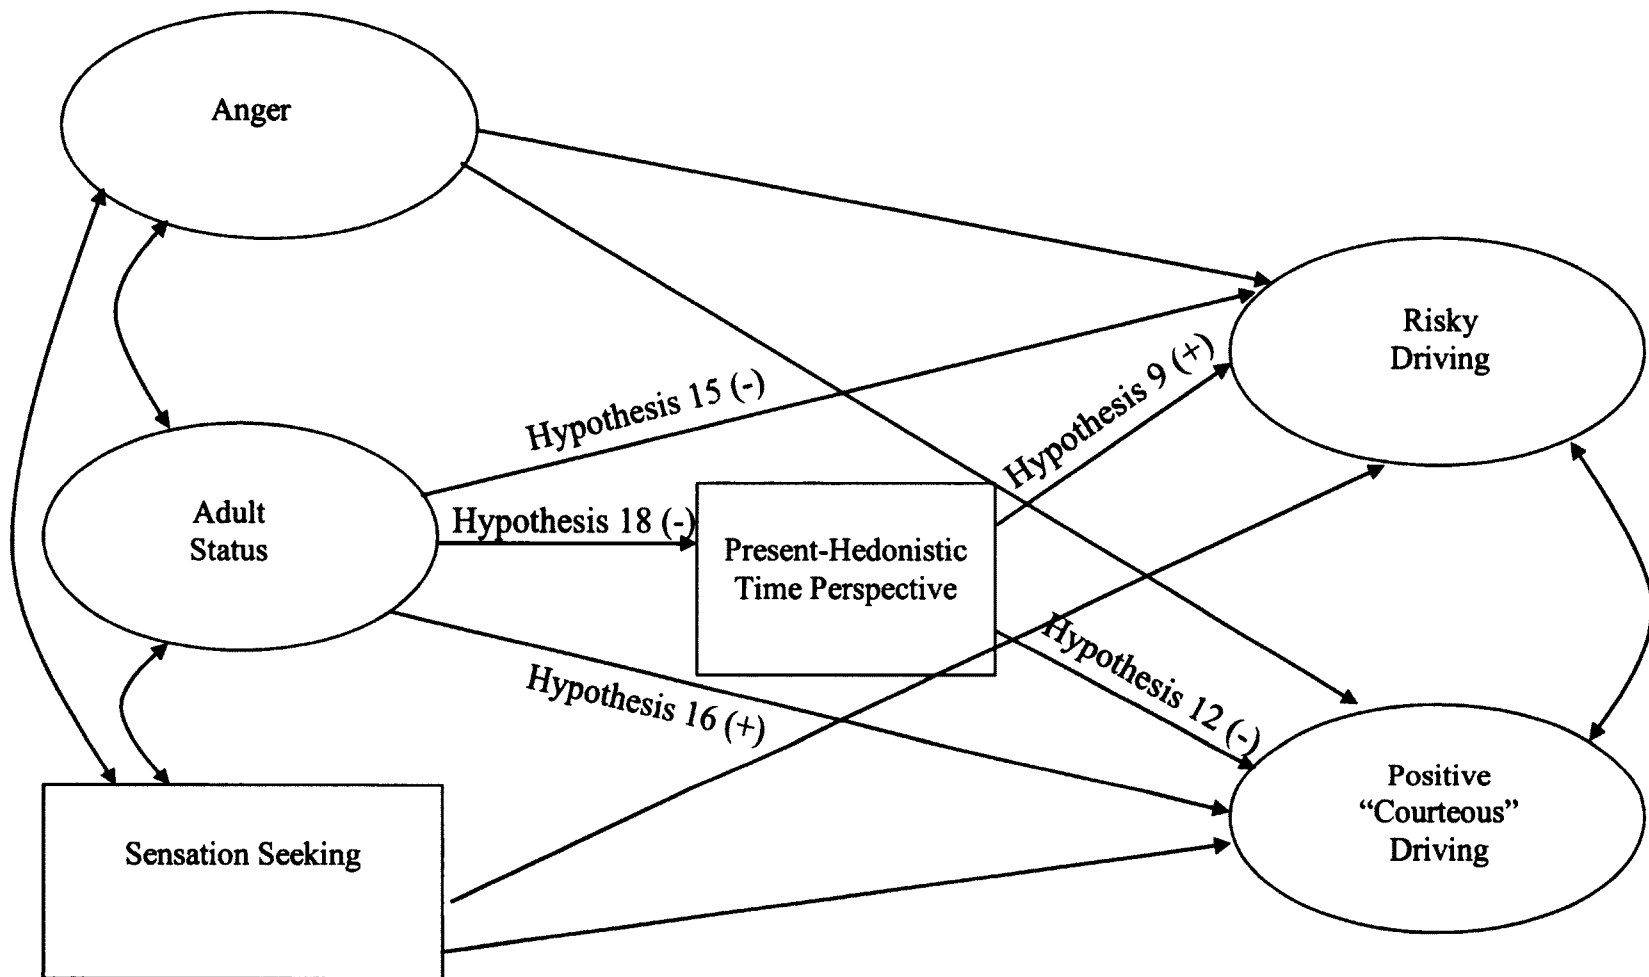 Anger
Risky
Driving
Hypothesis 9 (+)
Hypothesis 15 (-)
Adult
Status
Hypothesis 18 (-)
Present-Hedonistic
Time Perspective
Hypothesis 12 (-)
Hypothesis 16 (+)
Positive
“Courteous”
Driving
Sensation Seeking